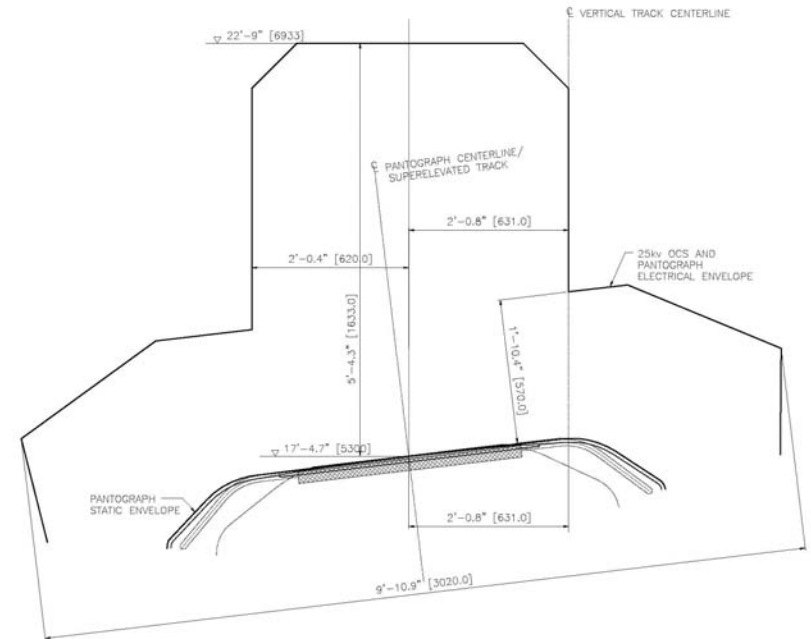 ℄ VERTICAL TRACK CENTERLINE
22'-9" [6933]
℄ PANTOGRAPH CENTERLINE/
SUPERELEVATED TRACK
2'-0.8" [631.0]
2'-0.4" [620.0]
25kv OCS AND
PANTOGRAPH
ELECTRICAL ENVELOPE
5'-4.3" [1633.0]
1'-10.4" [570.0]
17'-4.7" [5300]
PANTOGRAPH
STATIC ENVELOPE
2'-0.8" [631.0]
9'-10.9" [3020.0]